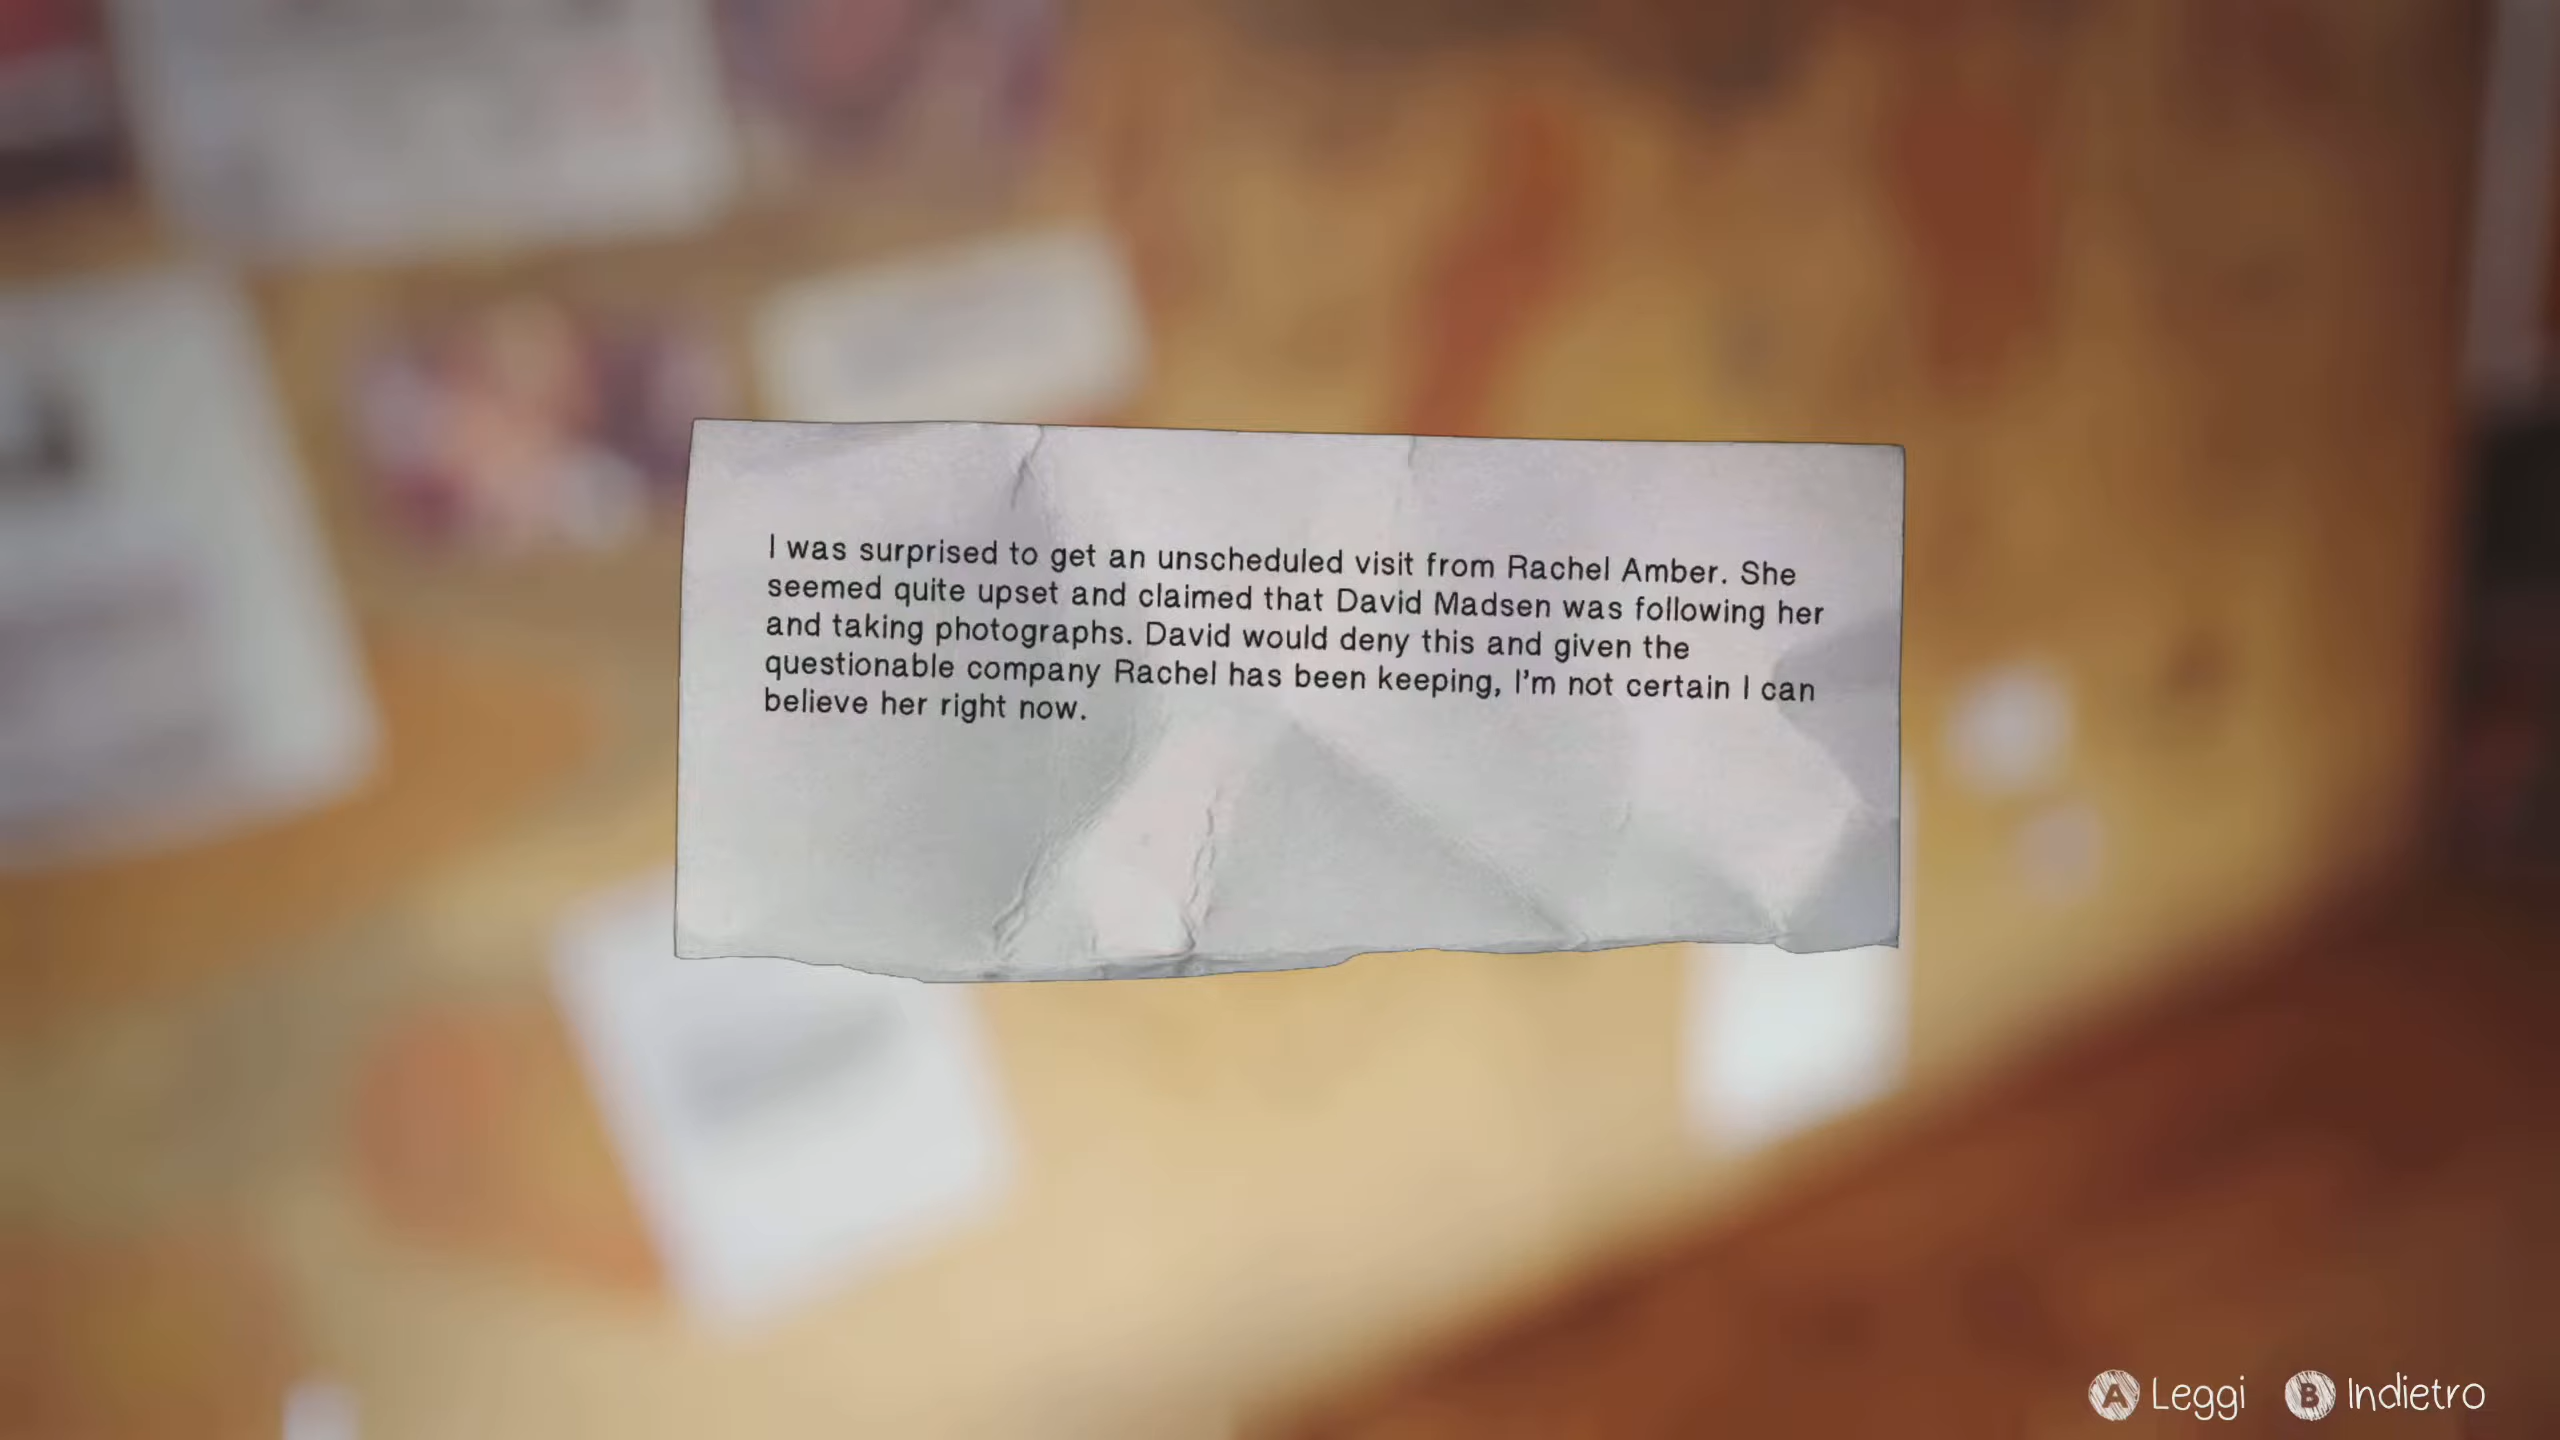 I was surprised to get an unscheduled visit from Rachel Amber. She
seemed quite upset and claimed that David Madsen was following her
and taking photographs. David would deny this and given the
questionable company Rachel has been keeping, I'm not certain I can
believe her right now.
A Leggi B Indietro